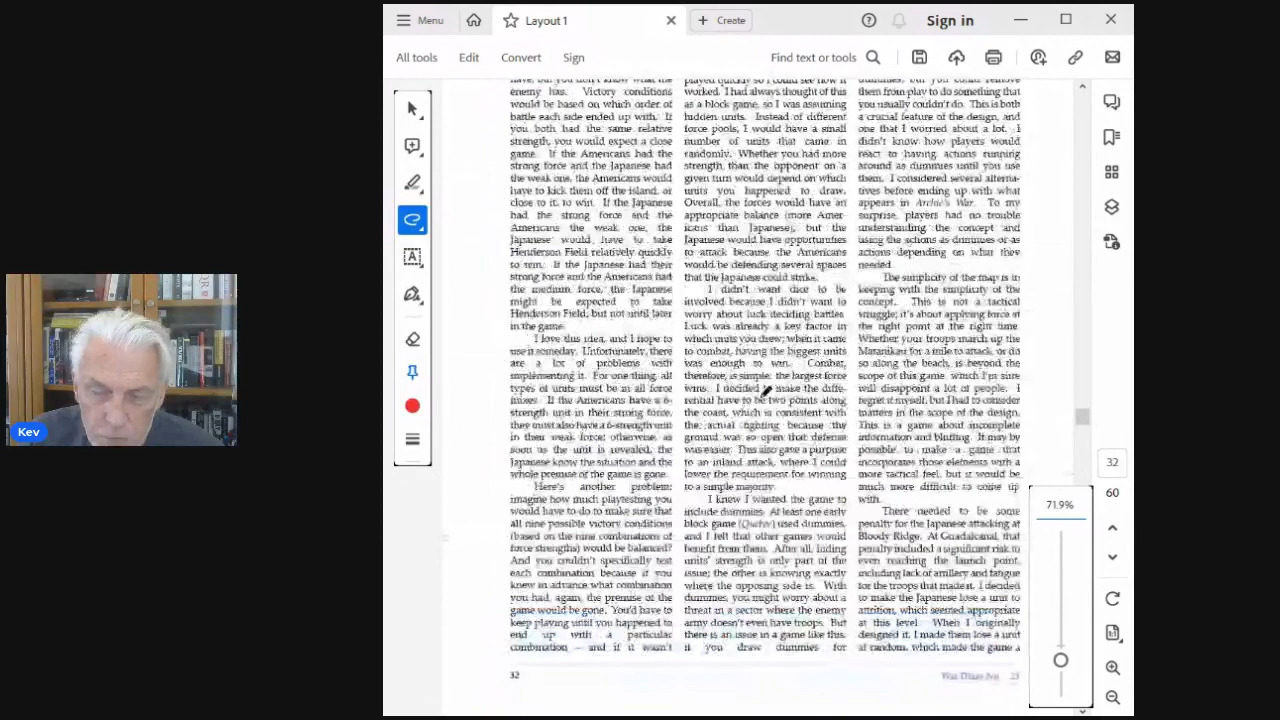 Menu
Layout 1
Create
Sign in
All tools
Edit
Convert
Sign
Find text or tools
have, but you don't know what the
enemy has. Victory conditions
would be based on which order of
battle each side ended up with. If
you both had the same relative
strength, you would expect a close
game. If the Americans had the
strong force and the Japanese had
the weak one, the Americans would
have to kick them off the island, or
close to it, to win. If the Japanese
had the strong force and the
Americans the weak one, the
Japanese would have to take
Henderson Field relatively quickly
to win. If the Japanese had their
strong force and the Americans had
the medium force, the Japanese
might be expected to take
Henderson Field, but not until later
in the game.
I love this idea, and I hope to
use it someday. Unfortunately, there
are a lot of problems with
implementing it. For one thing, all
types of units must be in all force
mixes. If the Americans have a 6-
strength unit in their strong force,
they must also have a 6-strength unit
in their weak force; otherwise, as
soon as the unit is revealed, the
Japanese know the situation and the
whole premise of the game is gone.
Here's another problem:
imagine how much playtesting you
would have to do to make sure that
all nine possible victory conditions
(based on the nine combinations of
force strengths) would be balanced?
And you couldn't specifically test
each combination because if you
knew in advance what combination
you had, again, the premise of the
game would be gone. You'd have to
keep playing until you happened to
end up with a particular
combination – and if it wasn't
played quickly so I could see how it
worked. I had always thought of this
as a block game, so I was assuming
hidden units. Instead of different
force pools, I would have a small
number of units that came in
randomly. Whether you had more
strength than the opponent on a
given turn would depend on which
units you happened to draw.
Overall, the forces would have an
appropriate balance (more Amer-
icans than Japanese), but the
Japanese would have opportunities
to attack because the Americans
would be defending several spaces
that the Japanese could strike.
I didn't want dice to be
involved because I didn't want to
worry about luck deciding battles.
Luck was already a key factor in
which units you drew; when it came
to combat, having the biggest units
was enough to win. Combat,
therefore, is simple: the largest force
wins. I decided to make the diffe-
rential have to be two points along
the coast, which is consistent with
the actual fighting because the
ground was so open that defense
was easier. This also gave a purpose
to an inland attack, where I could
lower the requirement for winning
to a simple majority.
I knew I wanted the game to
include dummies. At least one early
block game (Quebec) used dummies,
and I felt that other games would
benefit from them. After all, hiding
units' strength is only part of the
issue; the other is knowing exactly
where the opposing side is. With
dummies, you might worry about a
threat in a sector where the enemy
army doesn't even have troops. But
there is an issue in a game like this.
If you draw dummies for
dummies, but you could remove
them from play to do something that
you usually couldn't do. This is both
a crucial feature of the design, and
one that I worried about a lot. I
didn't know how players would
react to having actions running
around as dummies until you use
them. I considered several alterna-
tives before ending up with what
appears in Archie's War. To my
surprise, players had no trouble
understanding the concept and
using the actions as dummies or as
actions depending on what they
needed.
The simplicity of the map is in
keeping with the simplicity of the
concept. This is not a tactical
struggle; it's about applying force at
the right point at the right time.
Whether your troops march up the
Matanikau for a mile to attack, or do
so along the beach, is beyond the
scope of this game, which I'm sure
will disappoint a lot of people. I
regret it myself, but I had to consider
matters in the scope of the design.
This is a game about incomplete
information and bluffing. It may be
possible to make a game that
incorporates those elements with a
more tactical feel, but it would be
much more difficult to come up
with.
There needed to be some
penalty for the Japanese attacking at
Bloody Ridge. At Guadalcanal, that
penalty included a significant risk to
even reaching the launch point,
including lack of artillery and fatigue
for the troops that made it. I decided
to make the Japanese lose a unit to
attrition, which seemed appropriate
at this level. When I originally
designed it, I made them lose a unit
at random, which made the game a
32
32
60
71.9%
Kev